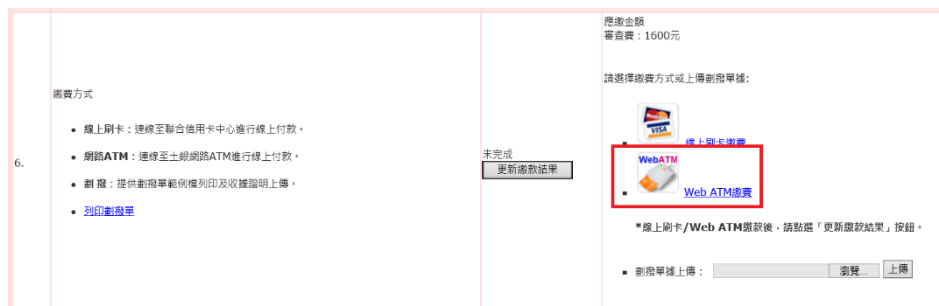 6.
繳費方式
線上刷卡：連線至聯合信用卡中心進行線上付款。
網路ATM：連線至土銀網路ATM進行線上付款。
劃 撥：提供劃撥單範例檔列印及收據證明上傳。
列印劃撥單
未完成
更新繳款結果
應繳金額
審查費：1600元
請選擇繳費方式或上傳劃撥單據:
VISA
線上刷卡繳費
WebATM
Web ATM繳費
*線上刷卡/Web ATM繳款後，請點選「更新繳款結果」按鈕。
劃撥單據上傳： 瀏覽... 上傳